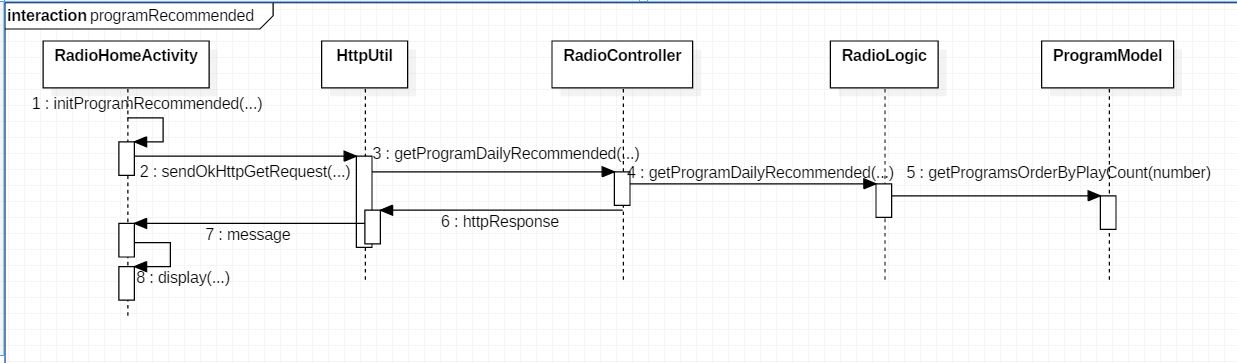 interaction programRecommended
RadioHomeActivity
HttpUtil
RadioController
RadioLogic
ProgramModel
1 : initProgramRecommended(...)
2 : sendOkHttpGetRequest(...)
3 : getProgramDailyRecommended(...)
4 : getProgramDailyRecommended(...)
5 : getProgramsOrderByPlayCount(number)
6 : httpResponse
7 : message
8 : display(...)